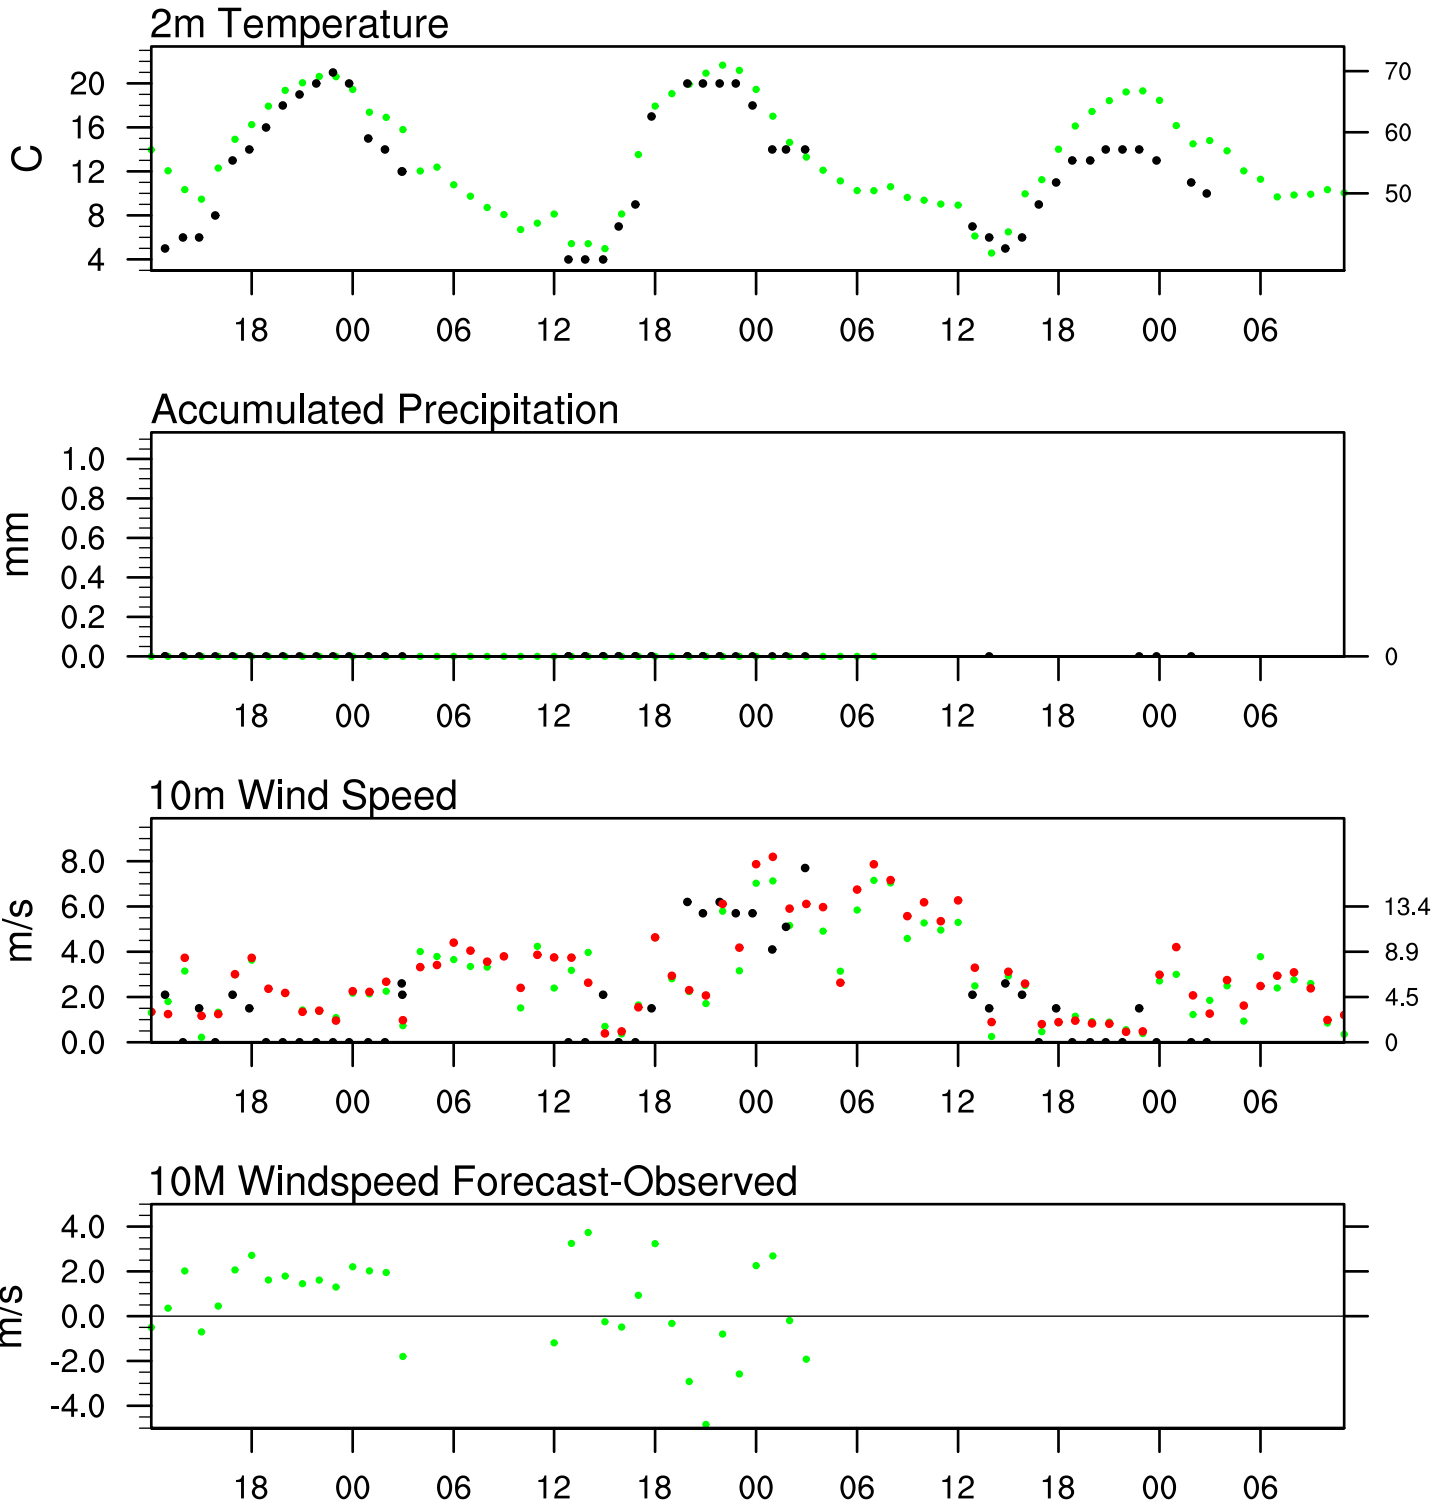 2m Temperature
C
20
16
12
8
4
70
60
50
18 00 06 12 18 00 06 12 18 00 06
Accumulated Precipitation
mm
1.0
0.8
0.6
0.4
0.2
0.0
0
18 00 06 12 18 00 06 12 18 00 06
10m Wind Speed
m/s
8.0
6.0
4.0
2.0
0.0
13.4
8.9
4.5
0
18 00 06 12 18 00 06 12 18 00 06
10M Windspeed Forecast-Observed
m/s
4.0
2.0
0.0
-2.0
-4.0
18 00 06 12 18 00 06 12 18 00 06